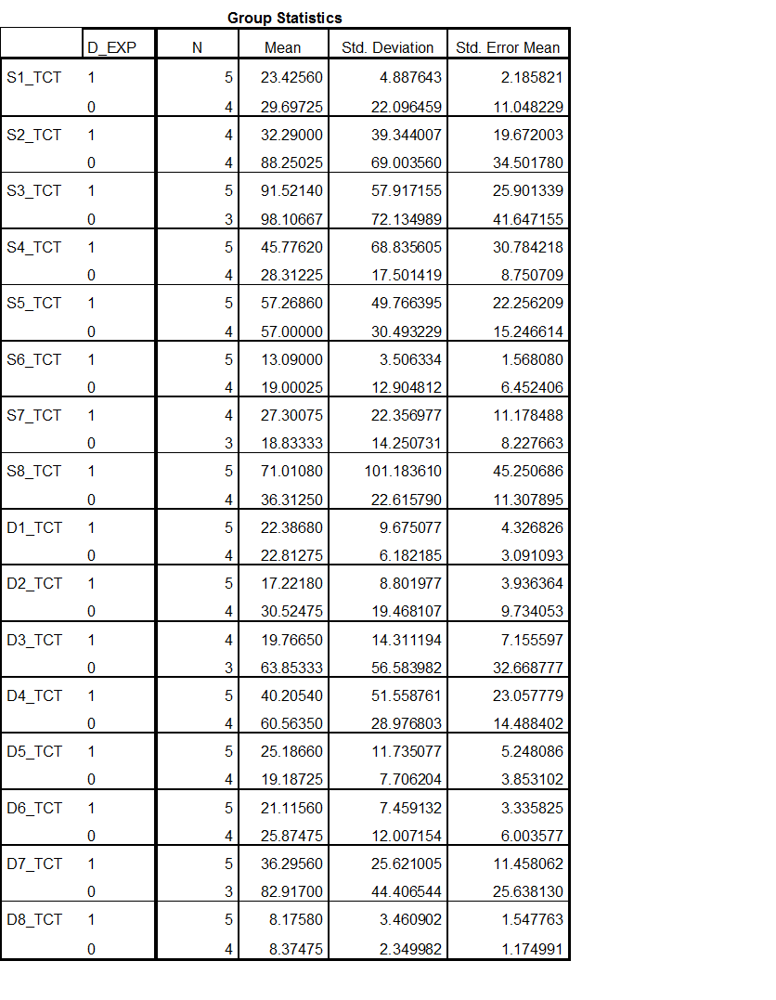 Group Statistics
D_EXP N Mean Std. Deviation Std. Error Mean
S1_TCT 1 5 23.42560 4.887643 2.185821
0 4 29.69725 22.096459 11.048229
S2_TCT 1 4 32.29000 39.344007 19.672003
0 4 88.25025 69.003560 34.501780
S3_TCT 1 5 91.52140 57.917155 25.901339
0 3 98.10667 72.134989 41.647155
S4_TCT 1 5 45.77620 68.835605 30.784218
0 4 28.31225 17.501419 8.750709
S5_TCT 1 5 57.26860 49.766395 22.256209
0 4 57.00000 30.493229 15.246614
S6_TCT 1 5 13.09000 3.506334 1.568080
0 4 19.00025 12.904812 6.452406
S7_TCT 1 4 27.30075 22.356977 11.178488
0 3 18.83333 14.250731 8.227663
S8_TCT 1 5 71.01080 101.183610 45.250686
0 4 36.31250 22.615790 11.307895
D1_TCT 1 5 22.38680 9.675077 4.326826
0 4 22.81275 6.182185 3.091093
D2_TCT 1 5 17.22180 8.801977 3.936364
0 4 30.52475 19.468107 9.734053
D3_TCT 1 4 19.76650 14.311194 7.155597
0 3 63.85333 56.583982 32.668777
D4_TCT 1 5 40.20540 51.558761 23.057779
0 4 60.56350 28.976803 14.488402
D5_TCT 1 5 25.18660 11.735077 5.248086
0 4 19.18725 7.706204 3.853102
D6_TCT 1 5 21.11560 7.459132 3.335825
0 4 25.87475 12.007154 6.003577
D7_TCT 1 5 36.29560 25.621005 11.458062
0 3 82.91700 44.406544 25.638130
D8_TCT 1 5 8.17580 3.460902 1.547763
0 4 8.37475 2.349982 1.174991